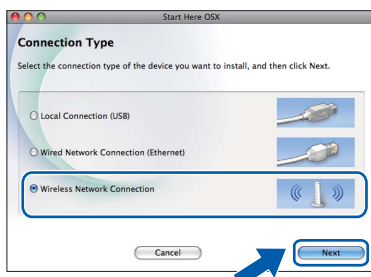 Start Here OSX
Connection Type
Select the connection type of the device you want to install, and then click Next.
Local Connection (USB)
Wired Network Connection (Ethernet)
Wireless Network Connection
Cancel
Next